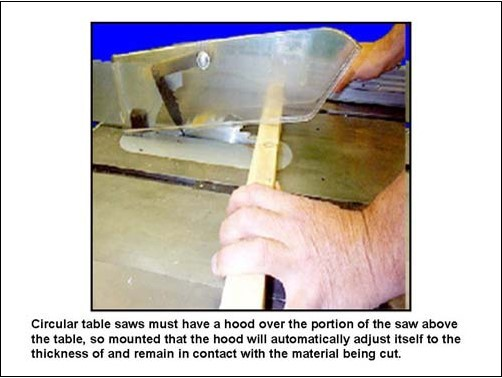 Circular table saws must have a hood over the portion of the saw above
the table, so mounted that the hood will automatically adjust itself to the
thickness of and remain in contact with the material being cut.